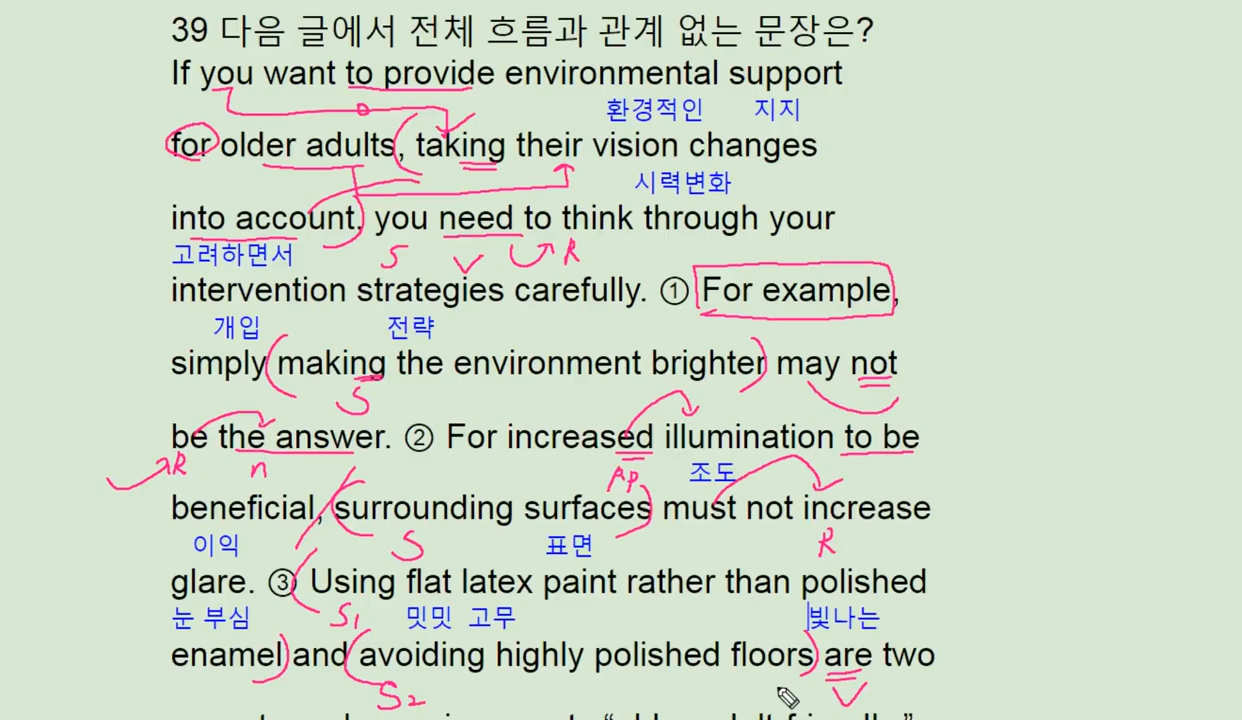 39 다음 글에서 전체 흐름과 관계 없는 문장은?
If you want to provide environmental support
환경적인 지지
for older adults, taking their vision changes
시력변화
into account. you need to think through your
고려하면서 S V R
intervention strategies carefully. ① For example,
개입 전략
simply making the environment brighter may not
S
be the answer. ② For increased illumination to be
R n PP 조도
beneficial, surrounding surfaces must not increase
이익 S 표면 R
glare. ③ Using flat latex paint rather than polished
눈 부심 S1 밋밋 고무 빛나는
enamel and avoiding highly polished floors are two
S2 V